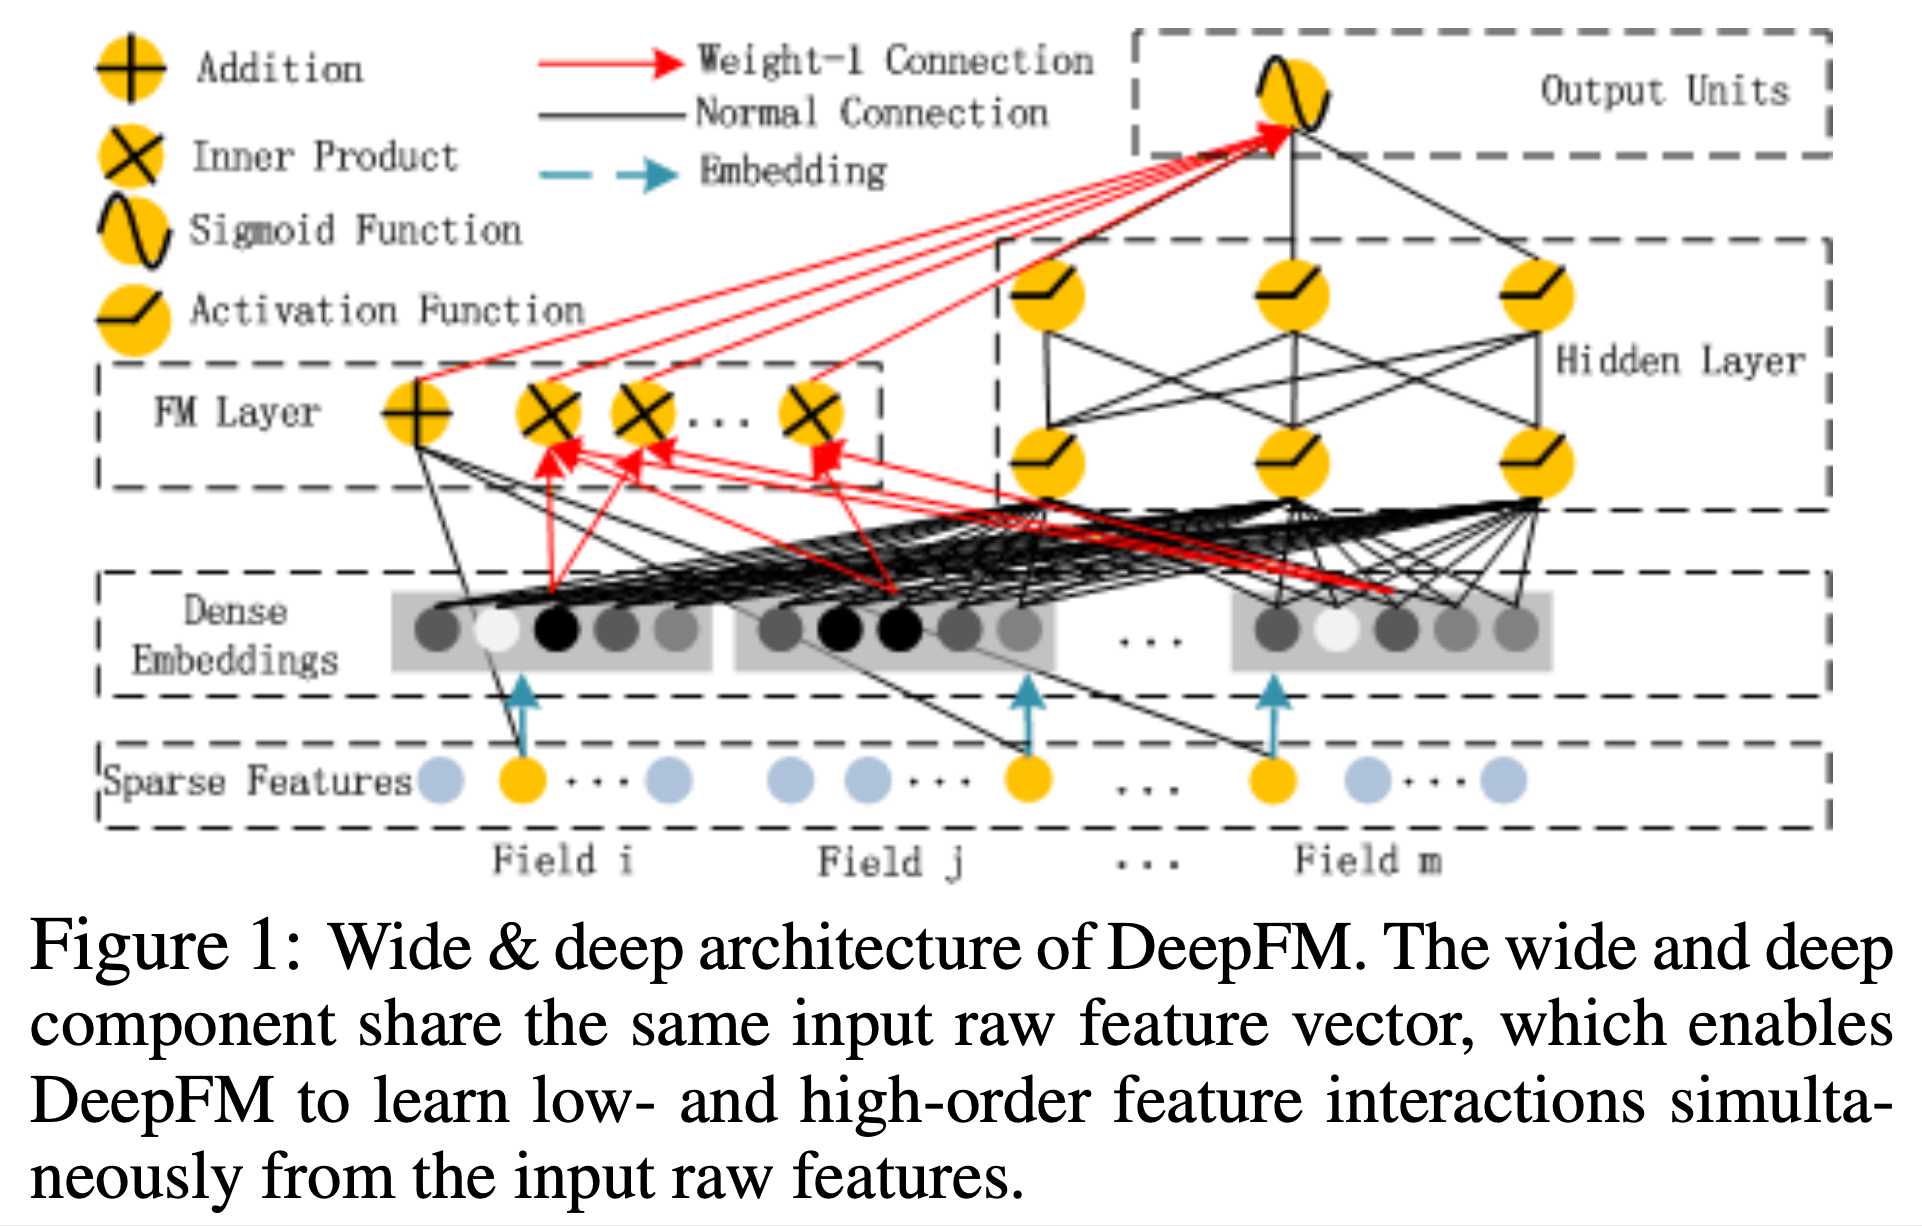 Addition
Weight-1 Connection
Output Units
Normal Connection
Inner Product
Embedding
Sigmoid Function
Activation Function
Hidden Layer
FM Layer
...
Dense
Embeddings
...
Sparse Features
... ... ... ...
Field i Field j ... Field m
Figure 1: Wide & deep architecture of DeepFM. The wide and deep
component share the same input raw feature vector, which enables
DeepFM to learn low- and high-order feature interactions simulta-
neously from the input raw features.